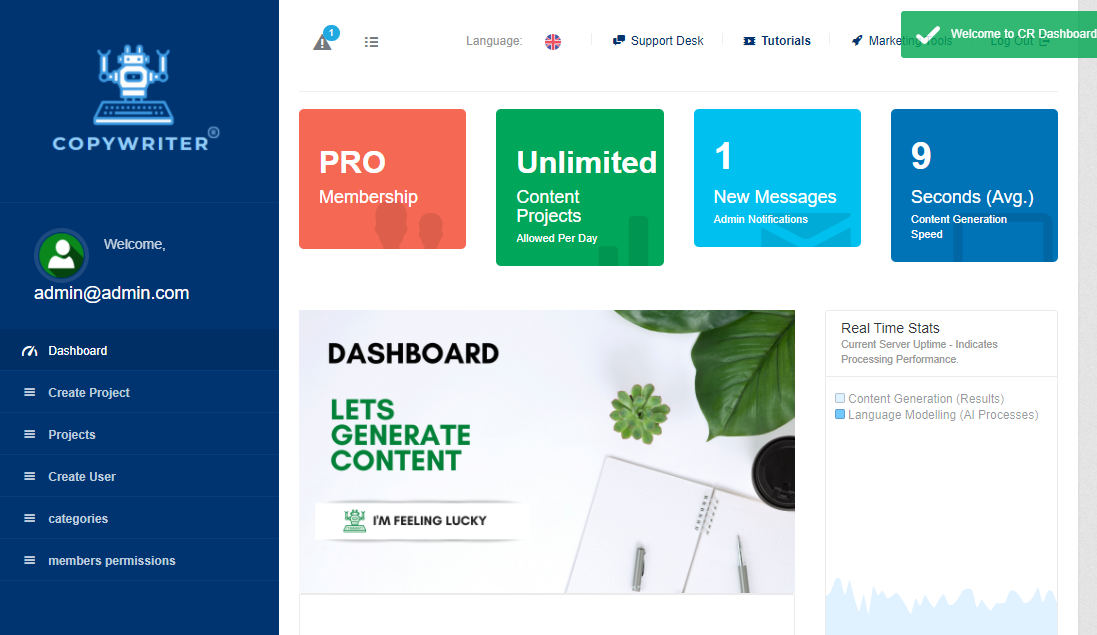 COPYWRITER®
Welcome,
admin@admin.com
Dashboard
Create Project
Projects
Create User
categories
members permissions
1
Language:
Support Desk
Tutorials
Marketing Tools
Log Out
Welcome to CR Dashboard
PRO
Membership
Unlimited
Content
Projects
Allowed Per Day
1
New Messages
Admin Notifications
9
Seconds (Avg.)
Content Generation
Speed
DASHBOARD
LETS
GENERATE
CONTENT
I'M FEELING LUCKY
Real Time Stats
Current Server Uptime - Indicates
Processing Performance.
Content Generation (Results)
Language Modelling (AI Processes)